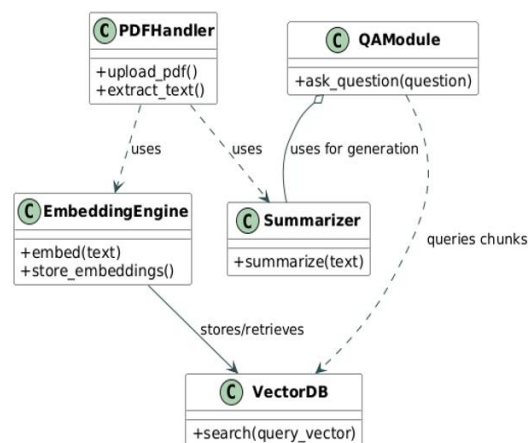 C PDFHandler
+upload_pdf()
+extract_text()
C QAModule
+ask_question(question)
uses
uses
uses for generation
C EmbeddingEngine
+embed(text)
+store_embeddings()
C Summarizer
+summarize(text)
queries chunks
stores/retrieves
C VectorDB
+search(query_vector)